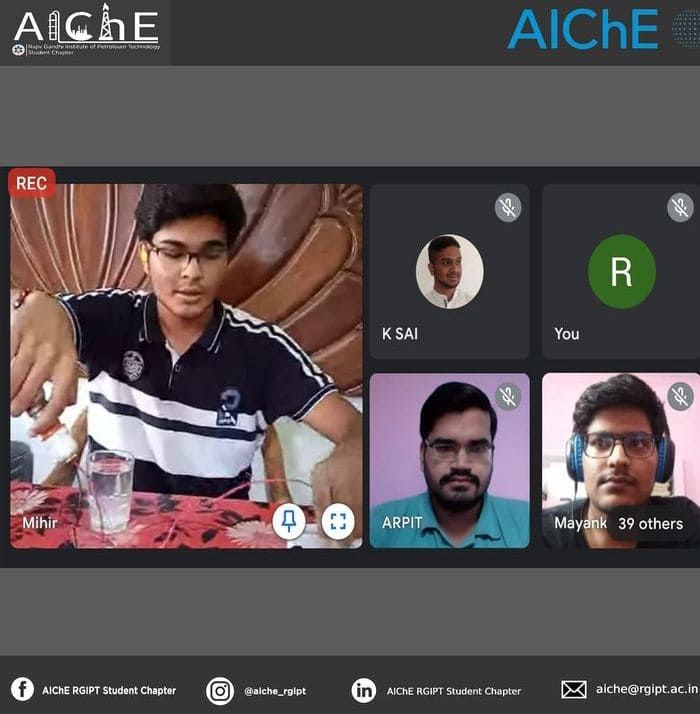 AIChE
Rajiv Gandhi Institute of Petroleum Technology
Student Chapter
AIChE
REC
Mihir
K SAI
R
You
ARPIT
Mayank 39 others
AIChE RGIPT Student Chapter
@aiche_rgipt
AIChE RGIPT Student Chapter
aiche@rgipt.ac.in